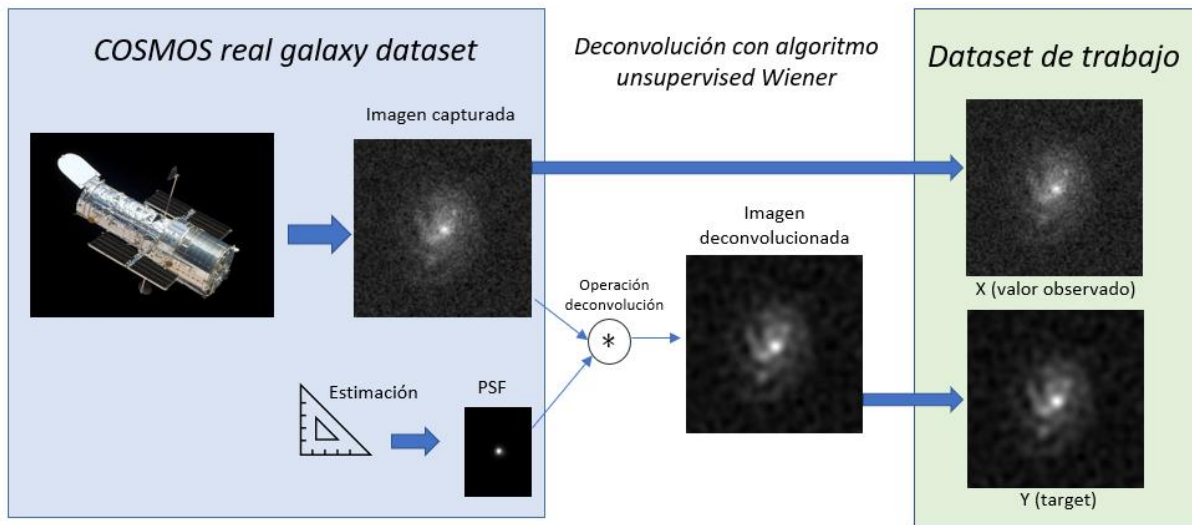 COSMOS real galaxy dataset
Imagen capturada
Estimación
PSF
Deconvolución con algoritmo
unsupervised Wiener
Operación
deconvolución
*
Imagen
deconvolucionada
Dataset de trabajo
X (valor observado)
Y (target)